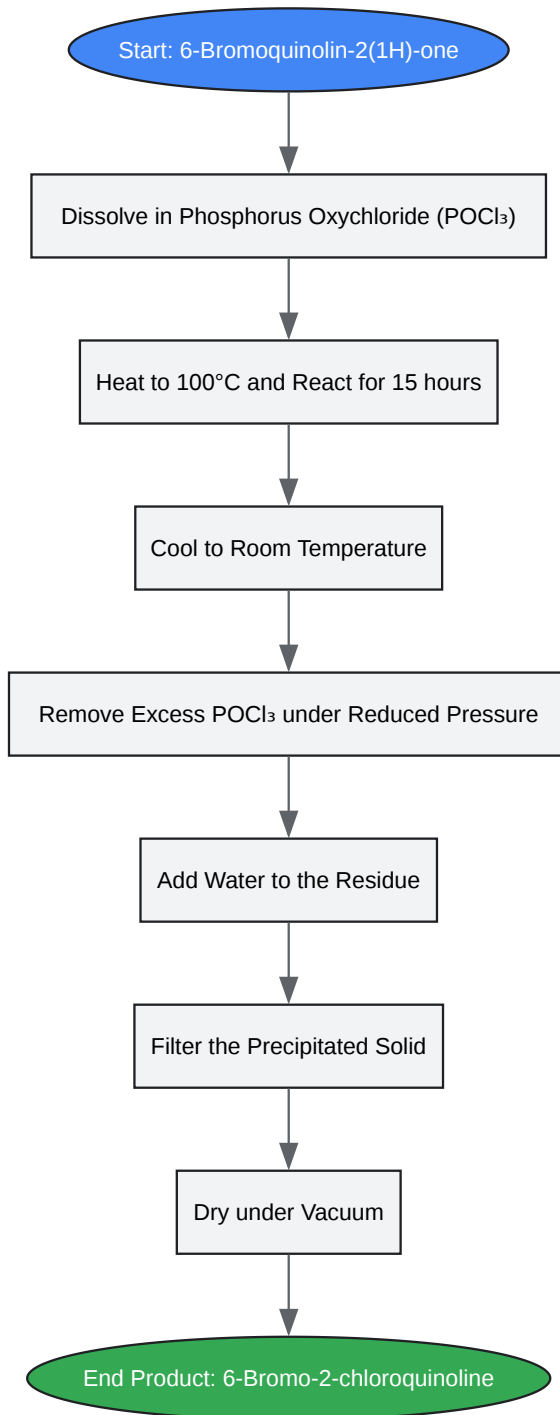 Start: 6-Bromoquinolin-2(1H)-one
Dissolve in Phosphorus Oxychloride (POCl₃)
Heat to 100°C and React for 15 hours
Cool to Room Temperature
Remove Excess POCl₃ under Reduced Pressure
Add Water to the Residue
Filter the Precipitated Solid
Dry under Vacuum
End Product: 6-Bromo-2-chloroquinoline